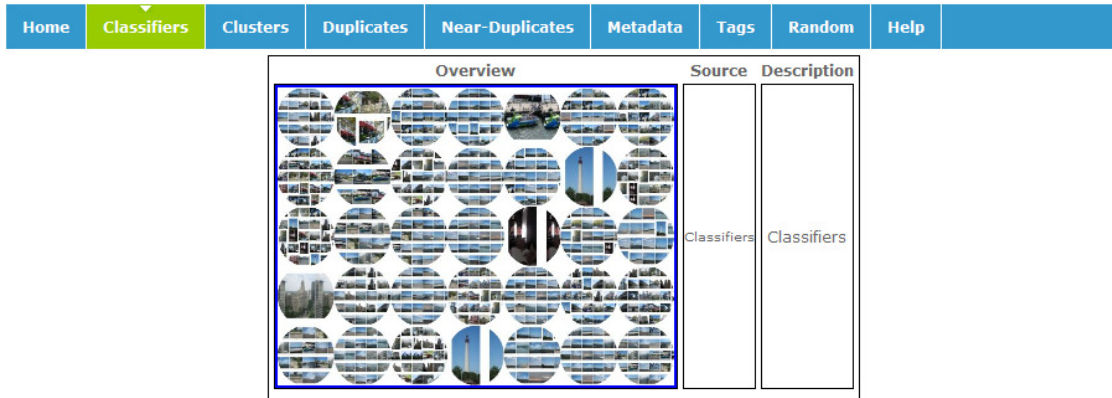 Home Classifiers Clusters Duplicates Near-Duplicates Metadata Tags Random Help
Overview Source Description
Classifiers Classifiers